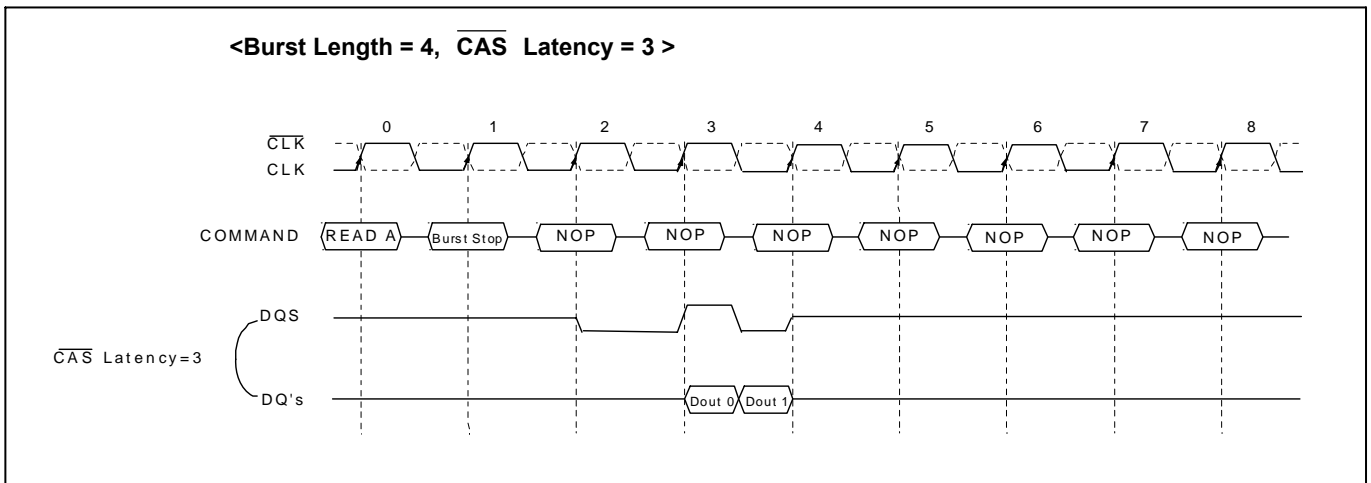 <Burst Length = 4, CAS Latency = 3 >
0 1 2 3 4 5 6 7 8
CLK
CLK
COMMAND READ A Burst Stop NOP NOP NOP NOP NOP NOP NOP
DQS
CAS Latency=3
DQ's Dout 0 Dout 1